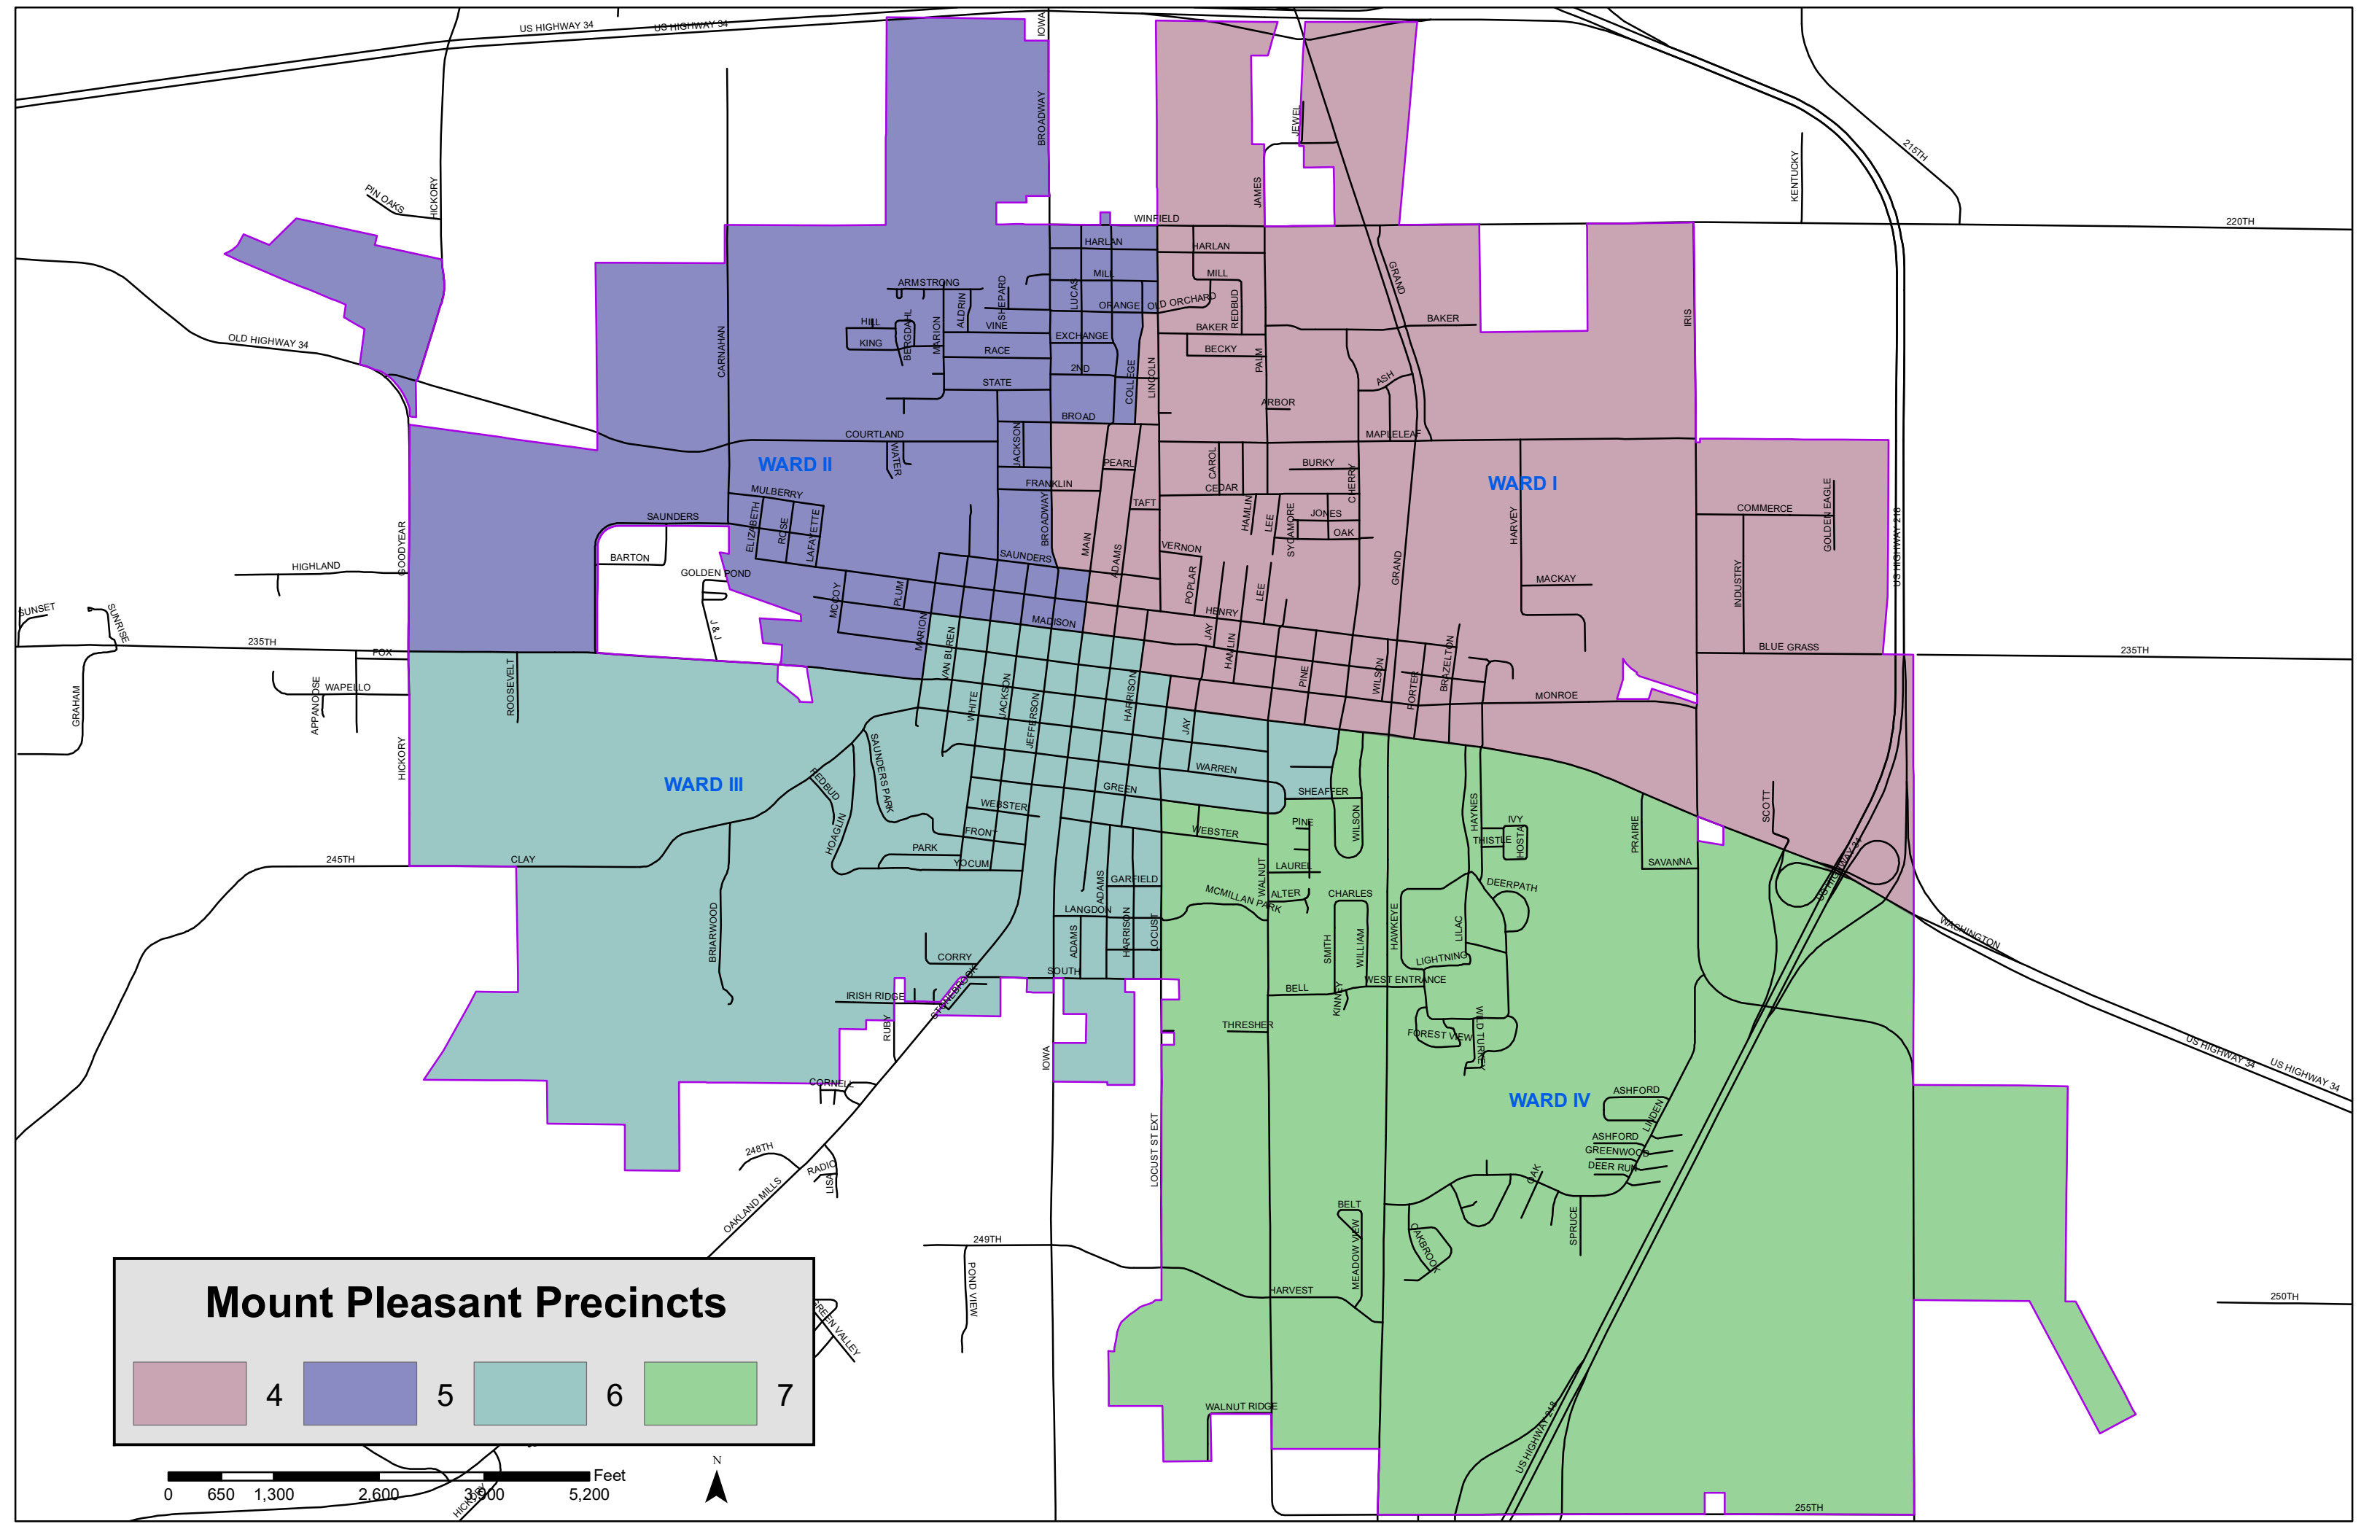 US HIGHWAY 34
US HIGHWAY 34
IOWA
BROADWAY
JEWEL
215TH
KENTUCKY
PIN OAKS
HICKORY
JAMES
WINFIELD
220TH
HARLAN
HARLAN
GRAND
ARMSTRONG
MILL
MILL
ALDRIN
SHEPARD
LUCAS
ORANGE
OLD ORCHARD
REDBUD
IRIS
OLD HIGHWAY 34
CARNAHAN
HILL
KING
BERGDAHL
MARION
VINE
RACE
EXCHANGE
BAKER
BAKER
BECKY
PALM
STATE
2ND
COLLEGE
LINCOLN
ASH
ARBOR
BROAD
COURTLAND
MAPLELEAF
WATER
JACKSON
WARD II
PEARL
CAROL
BURKY
CHERRY
WARD I
FRANKLIN
CEDAR
MULBERRY
TAFT
GOLDEN EAGLE
COMMERCE
SAUNDERS
ELIZABETH
ROSE
LAFAYETTE
BROADWAY
HAMLIN
LEE
SYCAMORE
JONES
OAK
HARVEY
US HIGHWAY 218
GOODYEAR
BARTON
SAUNDERS
MAIN
ADAMS
VERNON
POPLAR
GRAND
HIGHLAND
GOLDEN POND
MACKAY
INDUSTRY
SUNSET
SUNRISE
J & J
MCCOY
PLUM
LEE
HENRY
MADISON
JAY
HAMLIN
235TH
FOX
MARION
VAN BUREN
BRAZELTON
BLUE GRASS
235TH
GRAHAM
WAPELLO
APPANOOSE
ROOSEVELT
WHITE
JACKSON
JEFFERSON
HARRISON
PINE
WILSON
PORTER
MONROE
HICKORY
JAY
SAUNDERS PARK
WARREN
WARD III
REDBUD
GREEN
SHEAFFER
WEBSTER
WEBSTER
HOAGLIN
FRONT
PINE
WILSON
HAYNES
IVY
THISTLE
HOSTA
PRAIRIE
SCOTT
245TH
CLAY
PARK
YOCUM
WALNUT
LAUREL
SAVANNA
US HIGHWAY 34
GARFIELD
ADAMS
MCMILLAN PARK
ALTER
CHARLES
DEERPATH
BRIARWOOD
LANGDON
ADAMS
HARRISON
LOCUST
SMITH
WILLIAM
HAWKEYE
LILAC
WASHINGTON
CORRY
SOUTH
LIGHTNING
IRISH RIDGE
STONEBROOK
BELL
KINNEY
WEST ENTRANCE
RUBY
THRESHER
FOREST VIEW
WILD TURKEY
IOWA
US HIGHWAY 34
US HIGHWAY 34
CORNELL
ASHFORD
WARD IV
LINDEN
LOCUST ST EXT
248TH
RADIO
LISA
ASHFORD
GREENWOOD
DEER RUN
OAK
OAKLAND MILLS
BELT
MEADOW VIEW
OAKBROOK
SPRUCE
249TH
POND VIEW
HARVEST
250TH
GREEN VALLEY
WALNUT RIDGE
US HIGHWAY 218
255TH
Mount Pleasant Precincts
4 5 6 7
N
Feet
0 650 1,300 2,600 3,900 5,200
HICKORY